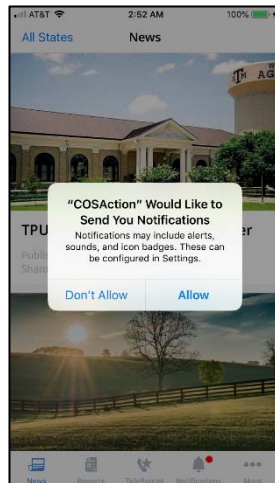 AT&T 2:52 AM 100%
All States News
"COSAction" Would Like to
Send You Notifications
Notifications may include alerts,
sounds, and icon badges. These can
be configured in Settings.
Don't Allow Allow
TPU er
News Reports Notifications More